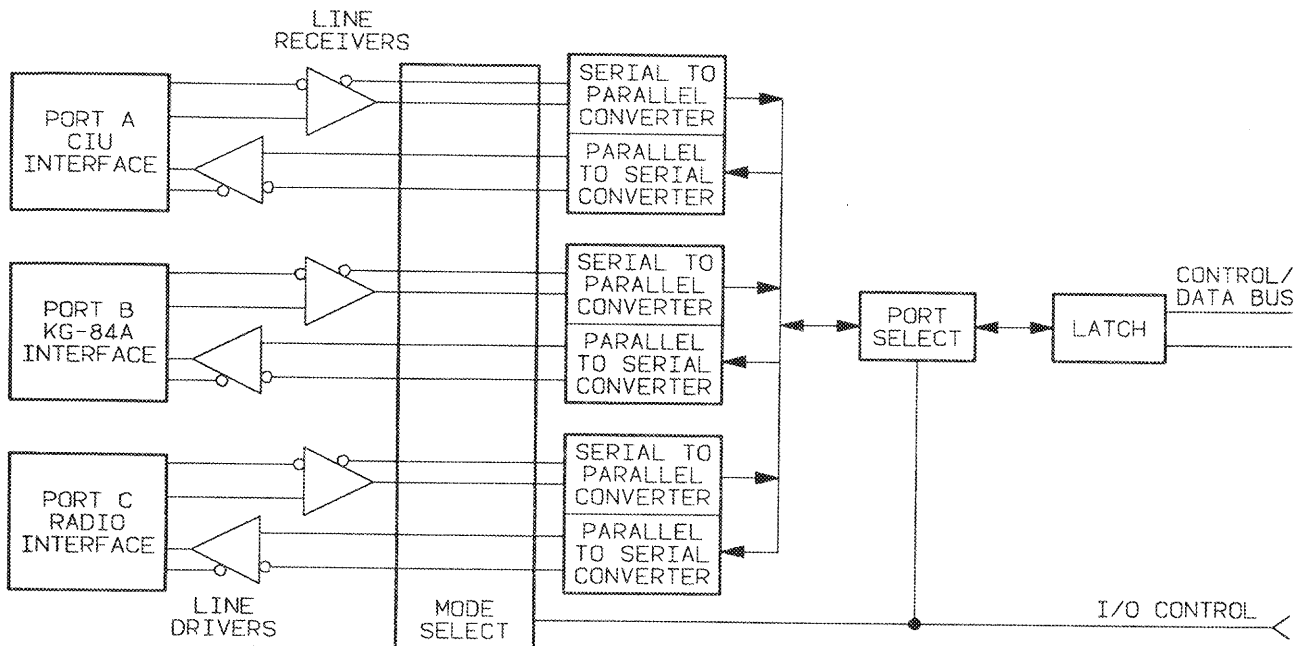 LINE
RECEIVERS
PORT A
CIU
INTERFACE
SERIAL TO
PARALLEL
CONVERTER
PARALLEL
TO SERIAL
CONVERTER
PORT B
KG-84A
INTERFACE
SERIAL TO
PARALLEL
CONVERTER
PARALLEL
TO SERIAL
CONVERTER
PORT
SELECT
LATCH
CONTROL/
DATA BUS
PORT C
RADIO
INTERFACE
SERIAL TO
PARALLEL
CONVERTER
PARALLEL
TO SERIAL
CONVERTER
LINE
DRIVERS
MODE
SELECT
I/O CONTROL